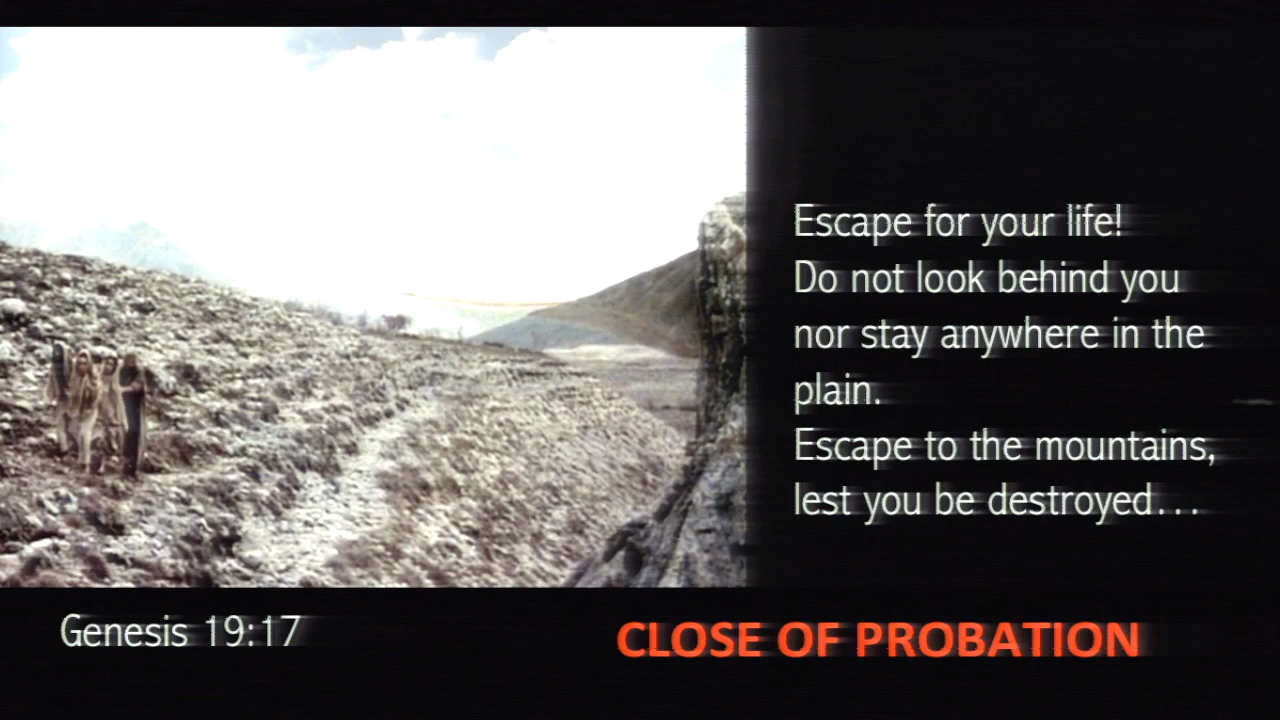 Escape for your life!
Do not look behind you
nor stay anywhere in the
plain.
Escape to the mountains,
lest you be destroyed…
Genesis 19:17
CLOSE OF PROBATION